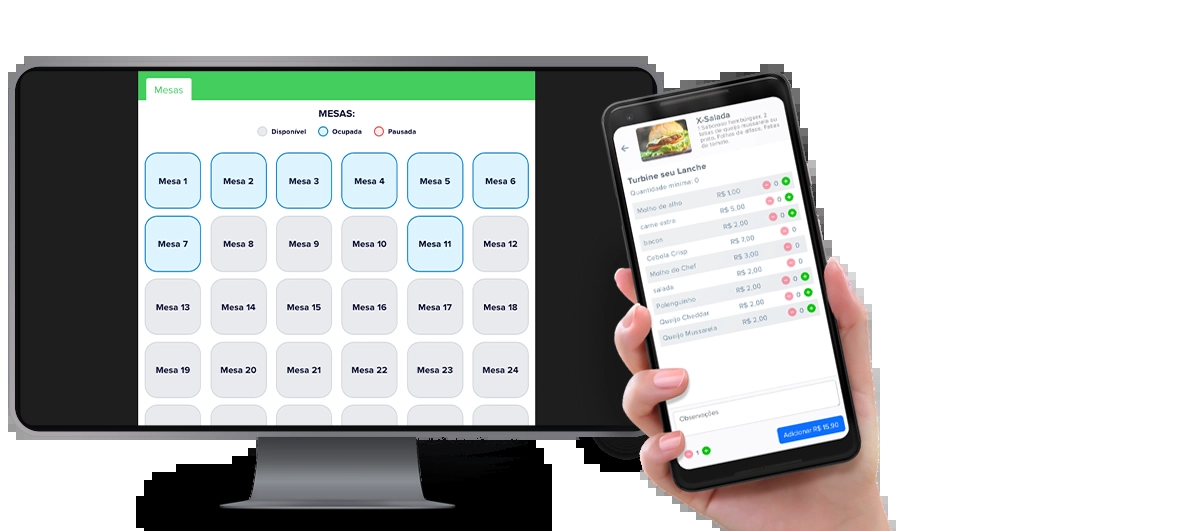 Mesas
MESAS:
Disponível Ocupada Pausada
Mesa 1 Mesa 2 Mesa 3 Mesa 4 Mesa 5 Mesa 6
Mesa 7 Mesa 8 Mesa 9 Mesa 10 Mesa 11 Mesa 12
Mesa 13 Mesa 14 Mesa 15 Mesa 16 Mesa 17 Mesa 18
Mesa 19 Mesa 20 Mesa 21 Mesa 22 Mesa 23 Mesa 24
X-Salada
1 Saboroso hambúrguer, 2
fatias de queijo mussarela ou
prato, Folhas de alface, fatias
de tomate.
Turbine seu Lanche
Quantidade mínima: 0
Molho de alho R$ 1,00 0
carne extra R$ 5,00 0
bacon R$ 2,00 0
Cebola Crisp R$ 7,00 0
Molho do Chef R$ 3,00 0
salada R$ 2,00 0
Polenguinho R$ 2,00 0
Queijo Cheddar R$ 2,00 0
Queijo Mussarela R$ 2,00 0
Observações
1 Adicionar R$ 15,90